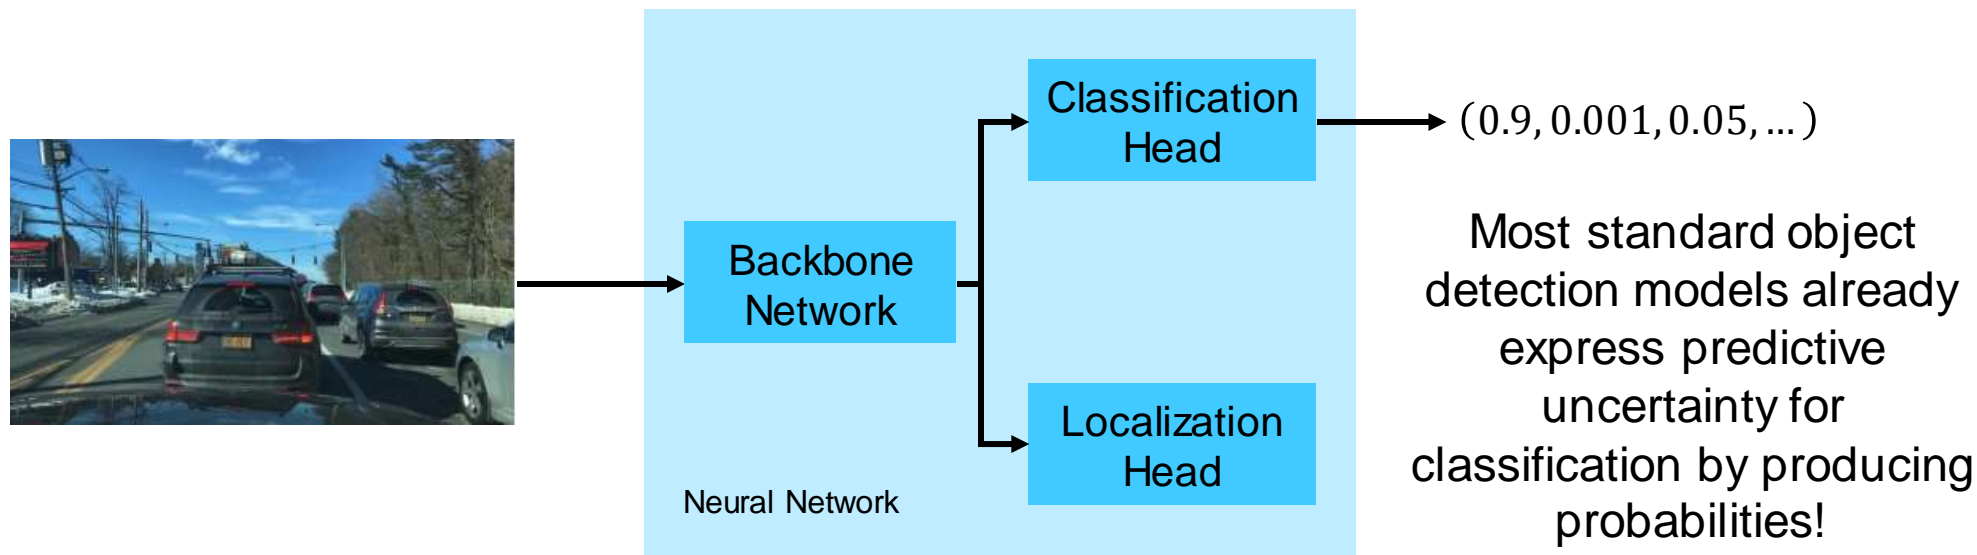 Classification
Head
(0.9, 0.001, 0.05, … )
Backbone
Network
Localization
Head
Neural Network
Most standard object
detection models already
express predictive
uncertainty for
classification by producing
probabilities!